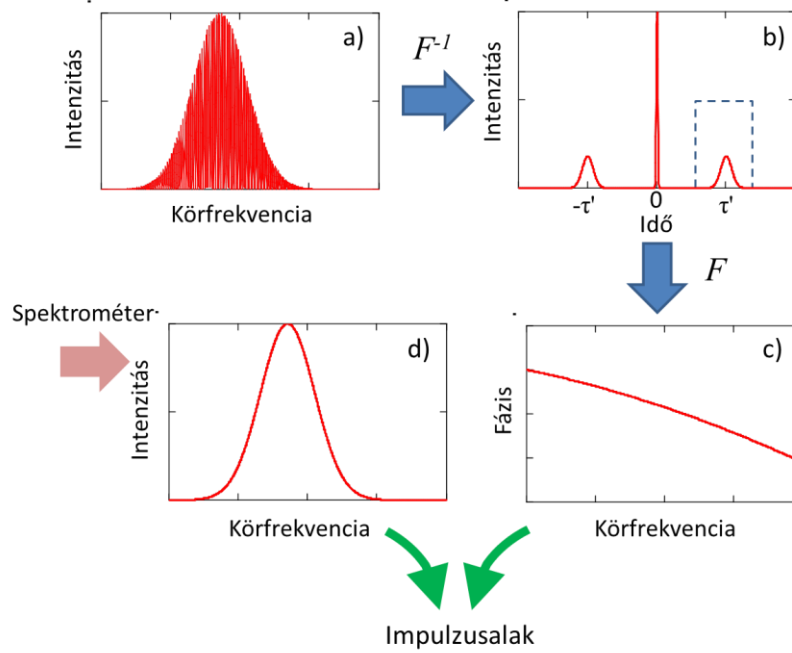 a)
Intenzitás
Körfrekvencia
F⁻¹
b)
Intenzitás
-τ' 0 τ'
Idő
F
Spektrométer
d)
Intenzitás
Körfrekvencia
c)
Fázis
Körfrekvencia
Impulzusalak